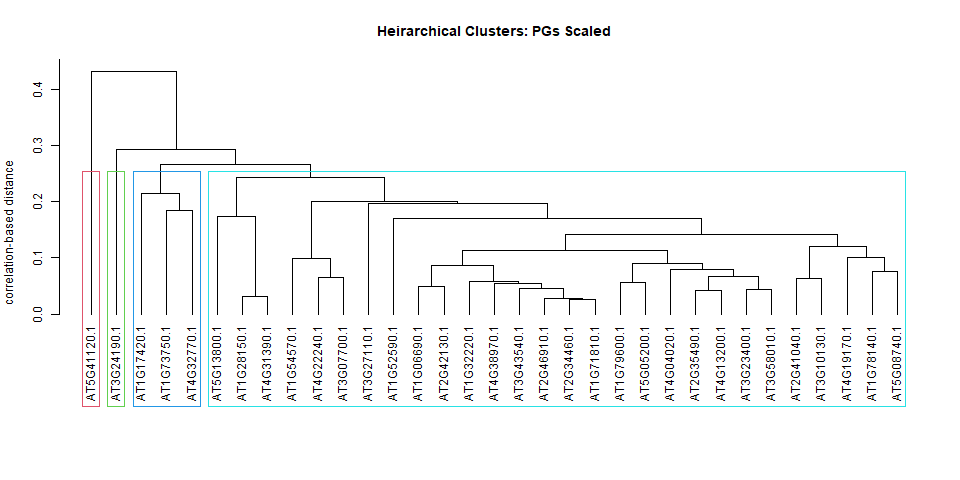 Heirarchical Clusters: PGs Scaled
correlation-based distance
0.4
0.3
0.2
0.1
0.0
AT5G41120.1
AT3G24190.1
AT1G17420.1
AT1G73750.1
AT4G32770.1
AT5G13800.1
AT1G28150.1
AT4G31390.1
AT1G54570.1
AT4G22240.1
AT3G07700.1
AT3G27110.1
AT1G52590.1
AT1G06690.1
AT2G42130.1
AT1G32220.1
AT4G38970.1
AT3G43540.1
AT2G46910.1
AT2G34460.1
AT1G71810.1
AT1G79600.1
AT5G05200.1
AT4G04020.1
AT2G35490.1
AT4G13200.1
AT3G23400.1
AT3G58010.1
AT2G41040.1
AT3G10130.1
AT4G19170.1
AT1G78140.1
AT5G08740.1